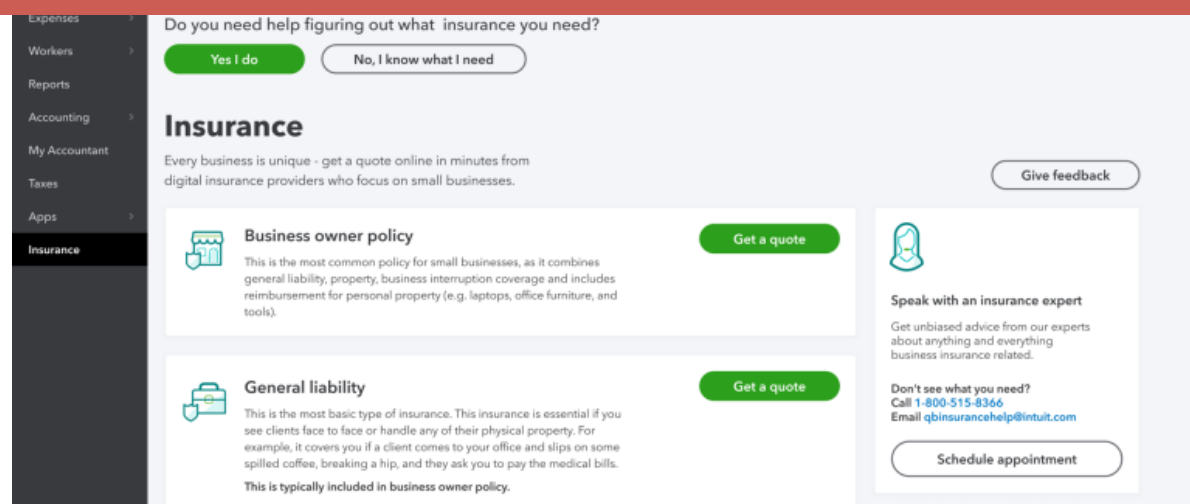 Expenses
Workers
Reports
Accounting
My Accountant
Taxes
Apps
Insurance
Do you need help figuring out what insurance you need?
Yes I do
No, I know what I need
Insurance
Every business is unique - get a quote online in minutes from
digital insurance providers who focus on small businesses.
Give feedback
Business owner policy
Get a quote
This is the most common policy for small businesses, as it combines
general liability, property, business interruption coverage and includes
reimbursement for personal property (e.g. laptops, office furniture, and
tools).
General liability
Get a quote
This is the most basic type of insurance. This insurance is essential if you
see clients face to face or handle any of their physical property. For
example, it covers you if a client comes to your office and slips on some
spilled coffee, breaking a hip, and they ask you to pay the medical bills.
This is typically included in business owner policy.
Speak with an insurance expert
Get unbiased advice from our experts
about anything and everything
business insurance related.
Don't see what you need?
Call 1-800-515-8366
Email qbinsurancehelp@intuit.com
Schedule appointment